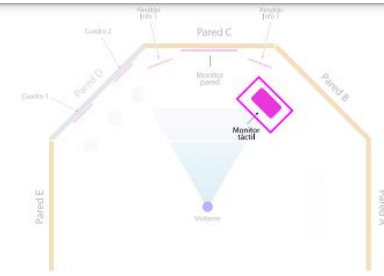 Pendón
Info 1
Pendón
Info 1
Cuadro 2
Pared C
Pared D
Monitor
pared
Pared B
Cuadro 1
Monitor
táctil
Pared E
Pared A
Visitante